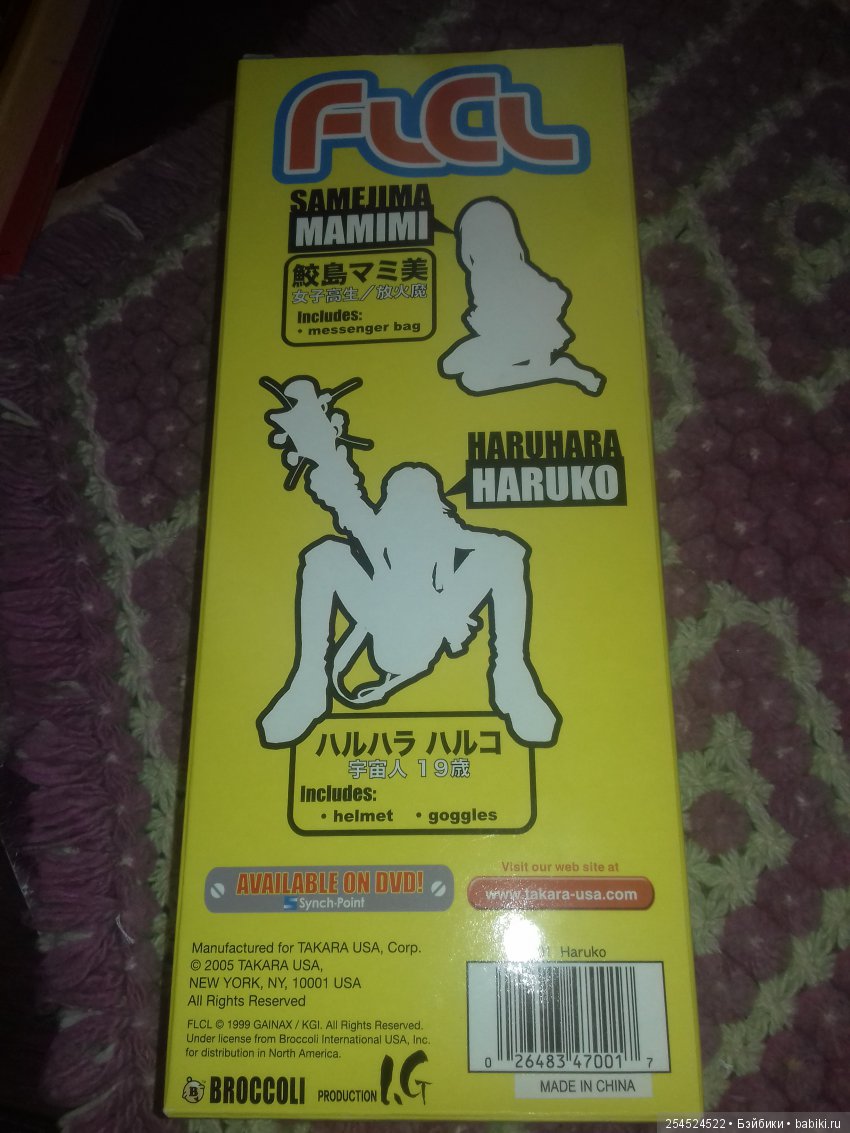 FLCL
SAMEJIMA
MAMIMI
鮫島マミ美
女子高生／放火魔
Includes:
• messenger bag
HARUHARA
HARUKO
ハルハラ ハルコ
宇宙人 19歳
Includes:
• helmet • goggles
AVAILABLE ON DVD!
Synch-Point
Visit our web site at
www.takara-usa.com
Manufactured for TAKARA USA, Corp.
© 2005 TAKARA USA,
NEW YORK, NY, 10001 USA
All Rights Reserved
FLCL © 1999 GAINAX / KGI. All Rights Reserved.
Under license from Broccoli International USA, Inc.
for distribution in North America.
B BROCCOLI PRODUCTION I.G
Haruko
0 26483 47001 7
MADE IN CHINA
254524522 • Бэйбики • babiki.ru